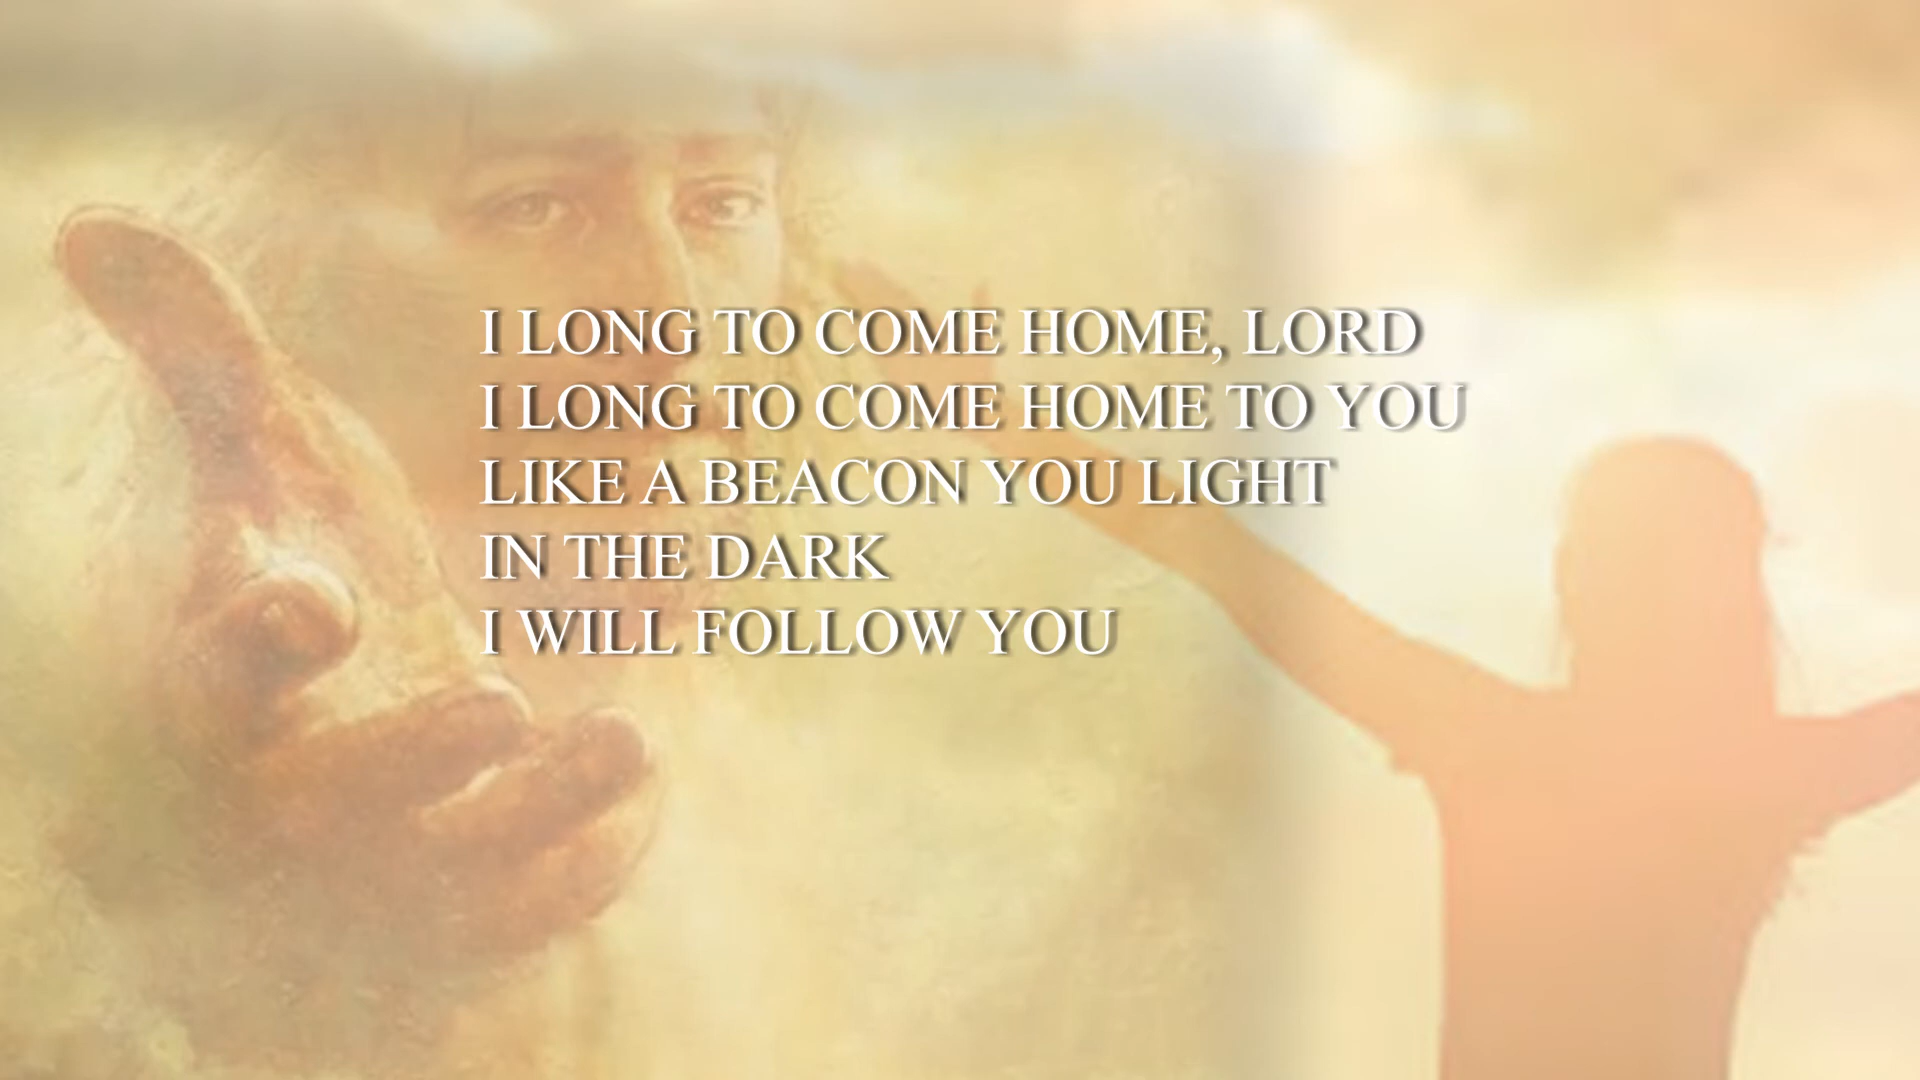 I LONG TO COME HOME, LORD
I LONG TO COME HOME TO YOU
LIKE A BEACON YOU LIGHT
IN THE DARK
I WILL FOLLOW YOU